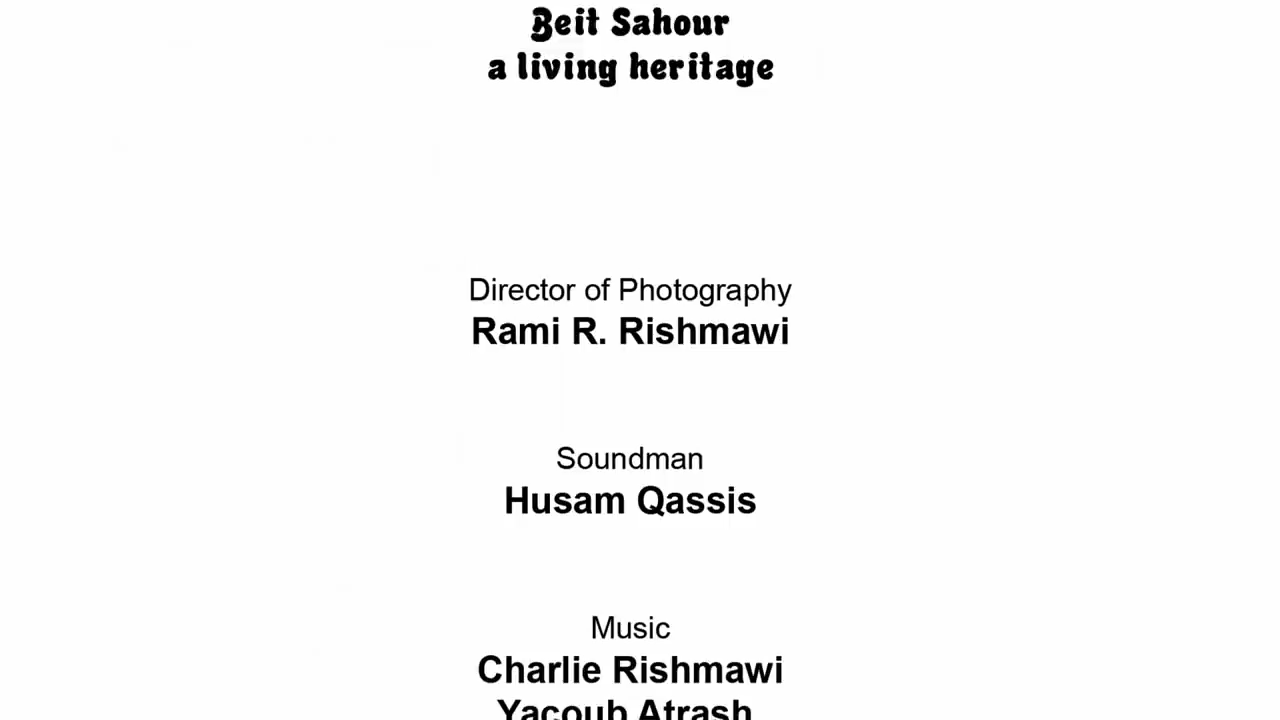 Beit Sahour
a living heritage
Director of Photography
Rami R. Rishmawi
Soundman
Husam Qassis
Music
Charlie Rishmawi
Yacoub Atrash